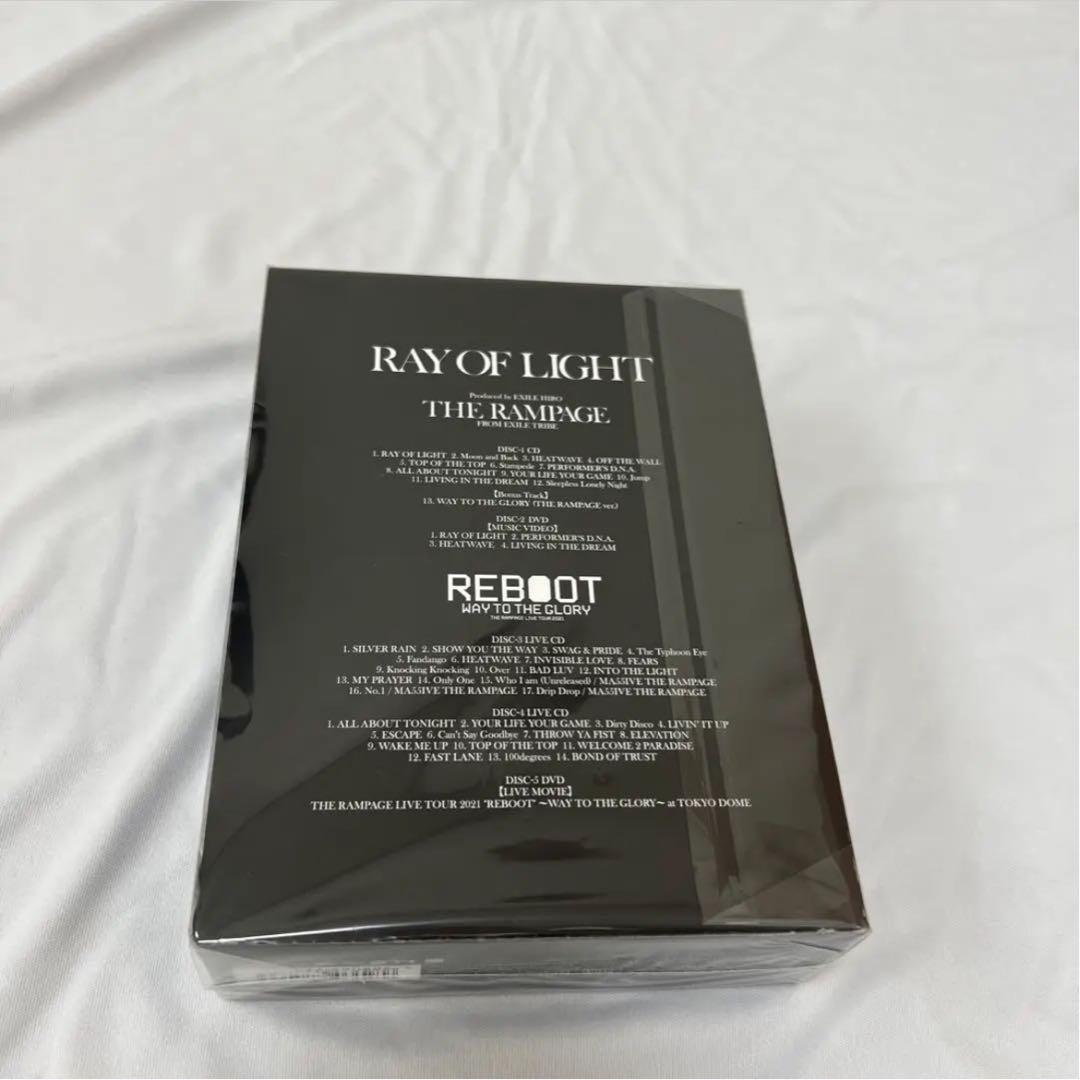 RAY OF LIGHT
Produced by EXILE HIRO
THE RAMPAGE
FROM EXILE TRIBE
DISC-1 CD
1. RAY OF LIGHT 2. Moon and Back 3. HEATWAVE 4. OFF THE WALL
5. TOP OF THE TOP 6. Stampede 7. PERFORMER'S D.N.A.
8. ALL ABOUT TONIGHT 9. YOUR LIFE YOUR GAME 10. Jump
11. LIVING IN THE DREAM 12. Sleepless Lonely Night
【Bonus Track】
13. WAY TO THE GLORY (THE RAMPAGE ver.)
DISC-2 DVD
【MUSIC VIDEO】
1. RAY OF LIGHT 2. PERFORMER'S D.N.A.
3. HEATWAVE 4. LIVING IN THE DREAM
REBOOT
WAY TO THE GLORY
THE RAMPAGE LIVE TOUR 2021
DISC-3 LIVE CD
1. SILVER RAIN 2. SHOW YOU THE WAY 3. SWAG & PRIDE 4. The Typhoon Eye
5. Fandango 6. HEATWAVE 7. INVISIBLE LOVE 8. FEARS
9. Knocking Knocking 10. Over 11. BAD LUV 12. INTO THE LIGHT
13. MY PRAYER 14. Only One 15. Who I am (Unreleased) / MA55IVE THE RAMPAGE
16. No.1 / MA55IVE THE RAMPAGE 17. Drip Drop / MA55IVE THE RAMPAGE
DISC-4 LIVE CD
1. ALL ABOUT TONIGHT 2. YOUR LIFE YOUR GAME 3. Dirty Disco 4. LIVIN' IT UP
5. ESCAPE 6. Can't Say Goodbye 7. THROW YA FIST 8. ELEVATION
9. WAKE ME UP 10. TOP OF THE TOP 11. WELCOME 2 PARADISE
12. FAST LANE 13. 100degrees 14. BOND OF TRUST
DISC-5 DVD
【LIVE MOVIE】
THE RAMPAGE LIVE TOUR 2021 "REBOOT" ～WAY TO THE GLORY～ at TOKYO DOME